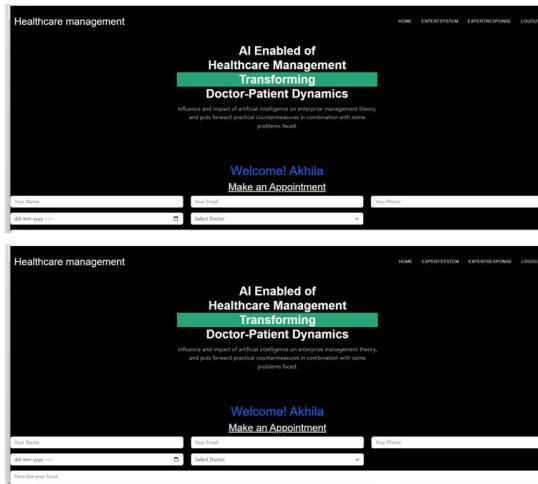 Healthcare management
HOME EXPERTSYSTEM EXPERTRESPONSE LOGOU
AI Enabled of
Healthcare Management
Transforming
Doctor-Patient Dynamics
Influence and impact of artificial intelligence on enterprise management theory,
and puts forward practical countermeasures in combination with some
problems faced.
Welcome! Akhila
Make an Appointment
Your Name Your Email Your Phone
dd-mm-yyyy --:-- Select Doctor
Healthcare management
HOME EXPERTSYSTEM EXPERTRESPONSE LOGOU
AI Enabled of
Healthcare Management
Transforming
Doctor-Patient Dynamics
Influence and impact of artificial intelligence on enterprise management theory,
and puts forward practical countermeasures in combination with some
problems faced.
Welcome! Akhila
Make an Appointment
Your Name Your Email Your Phone
dd-mm-yyyy --:-- Select Doctor
Describe your issue